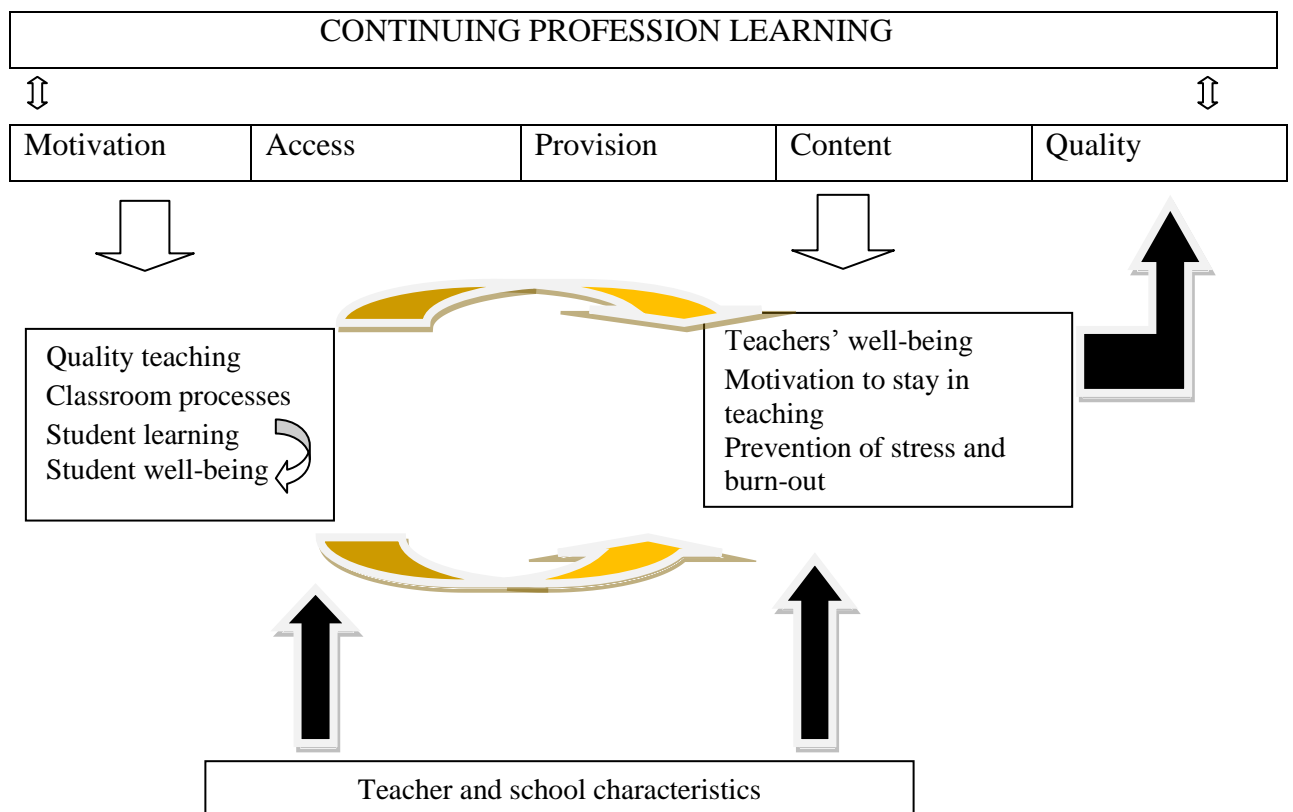 CONTINUING PROFESSION LEARNING
Motivation
Access
Provision
Content
Quality
Quality teaching
Classroom processes
Student learning
Student well-being
Teachers’ well-being
Motivation to stay in
teaching
Prevention of stress and
burn-out
Teacher and school characteristics